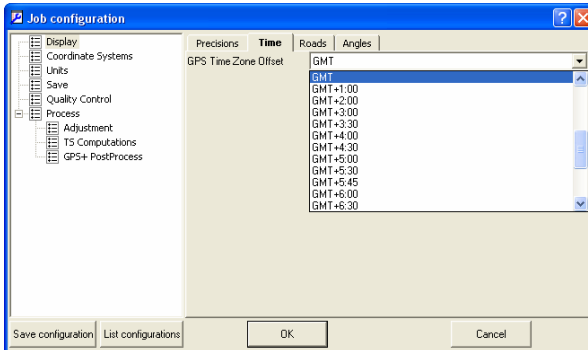 Job configuration
Display
Coordinate Systems
Units
Save
Quality Control
Process
Adjustment
TS Computations
GPS+ PostProcess
Precisions Time Roads Angles
GPS Time Zone Offset GMT
GMT
GMT+1:00
GMT+2:00
GMT+3:00
GMT+3:30
GMT+4:00
GMT+4:30
GMT+5:00
GMT+5:30
GMT+5:45
GMT+6:00
GMT+6:30
Save configuration List configurations OK Cancel